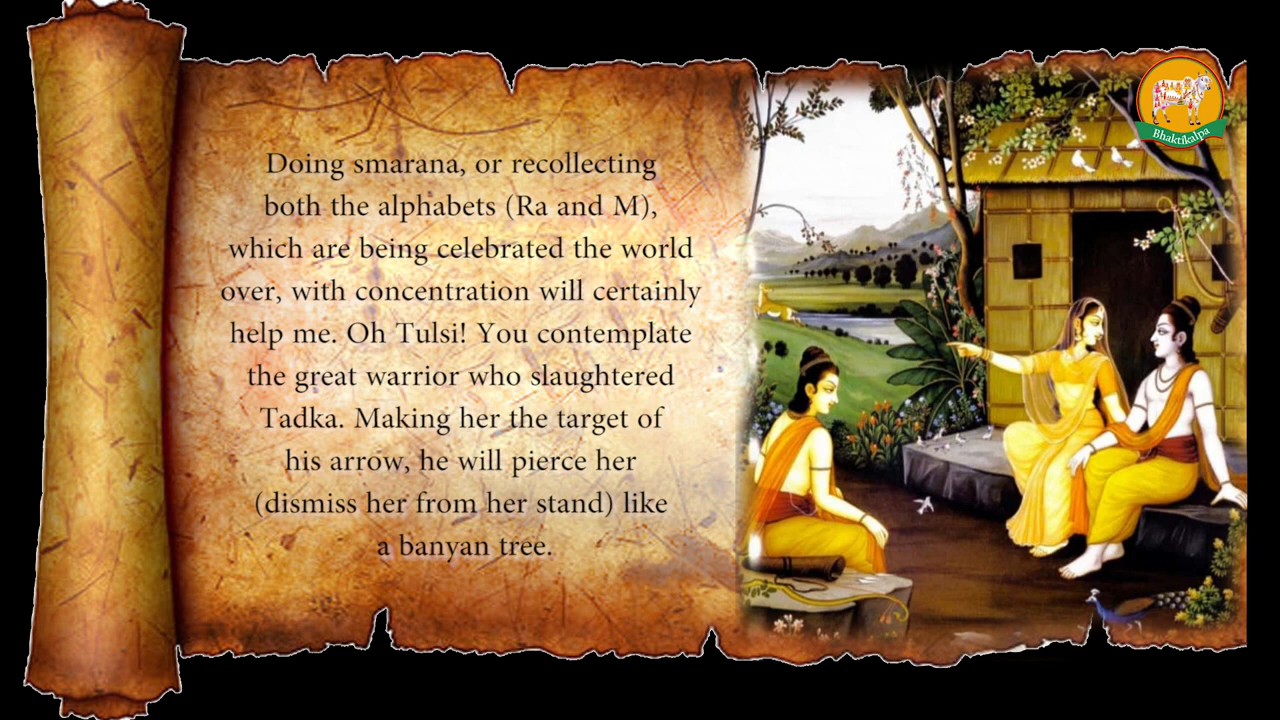 Doing smarana, or recollecting
both the alphabets (Ra and M),
which are being celebrated the world
over, with concentration will certainly
help me. Oh Tulsi! You contemplate
the great warrior who slaughtered
Tadka. Making her the target of
his arrow, he will pierce her
(dismiss her from her stand) like
a banyan tree.
Bhaktikalpa